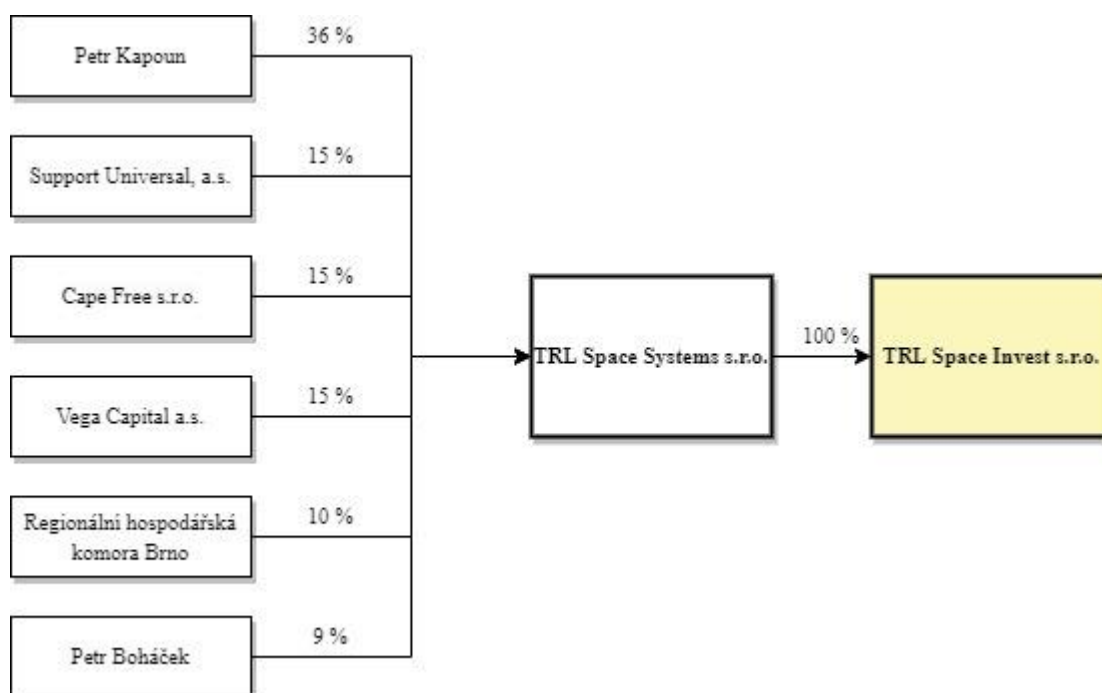 Petr Kapoun
36 %
Support Universal, a.s.
15 %
Cape Free s.r.o.
15 %
Vega Capital a.s.
15 %
Regionální hospodářská
komora Brno
10 %
Petr Boháček
9 %
TRL Space Systems s.r.o.
100 %
TRL Space Invest s.r.o.